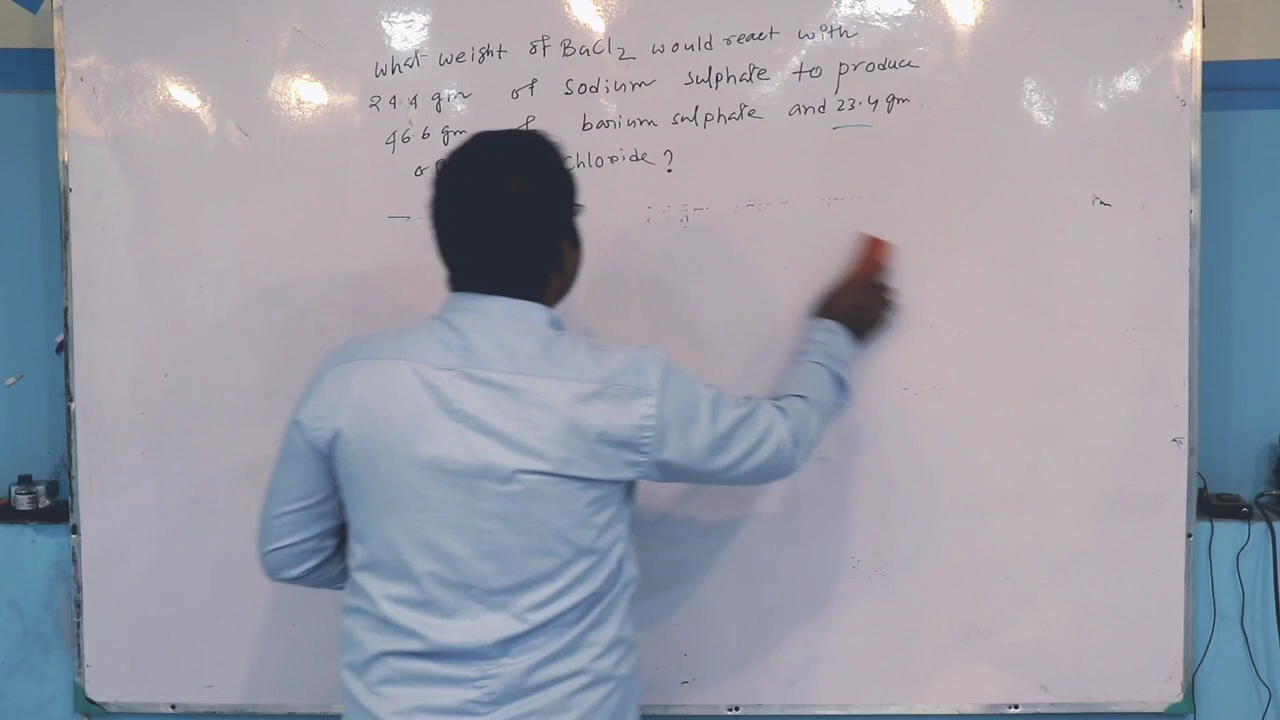 What weight of BaCl2 would react with
24.4 gm of sodium sulphate to produce
46.6 gm of barium sulphate and 23.4 gm
chloride?
→